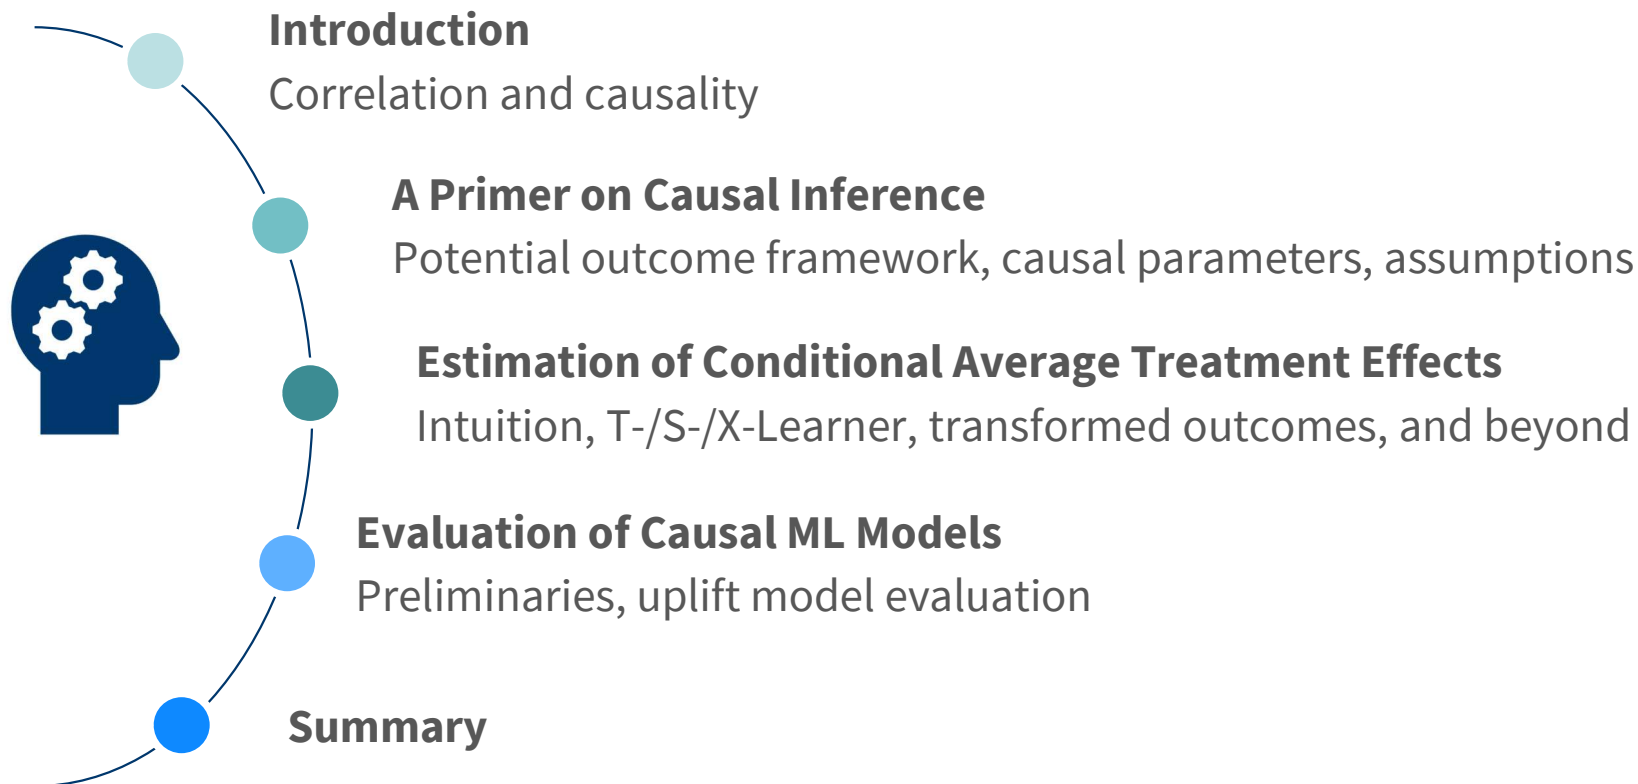 Introduction
Correlation and causality
A Primer on Causal Inference
Potential outcome framework, causal parameters, assumptions
Estimation of Conditional Average Treatment Effects
Intuition, T-/S-/X-Learner, transformed outcomes, and beyond
Evaluation of Causal ML Models
Preliminaries, uplift model evaluation
Summary